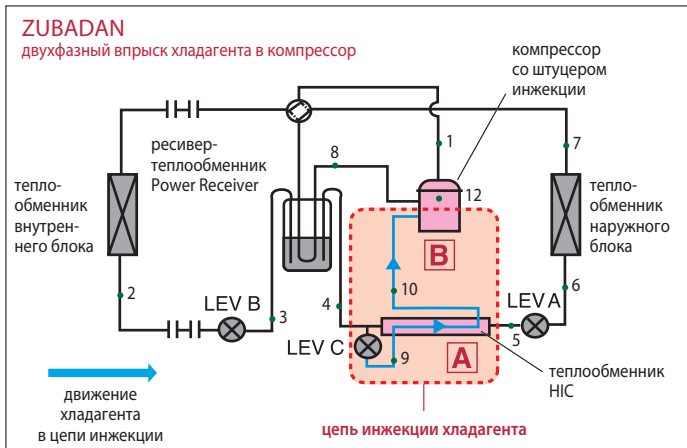 ZUBADAN
двухфазный впрыск хладагента в компрессор
компрессор
со штуцером
инжекции
1
7
ресивер-
теплообменник
Power Receiver
8
тепло-
обменник
внутрен-
него блока
12
тепло-
обменник
наружного
блока
B
2
LEV B
3
4
10
LEV A
6
5
LEV C
9
A
теплообменник
HIC
движение
хладагента
в цепи инжекции
цепь инжекции хладагента